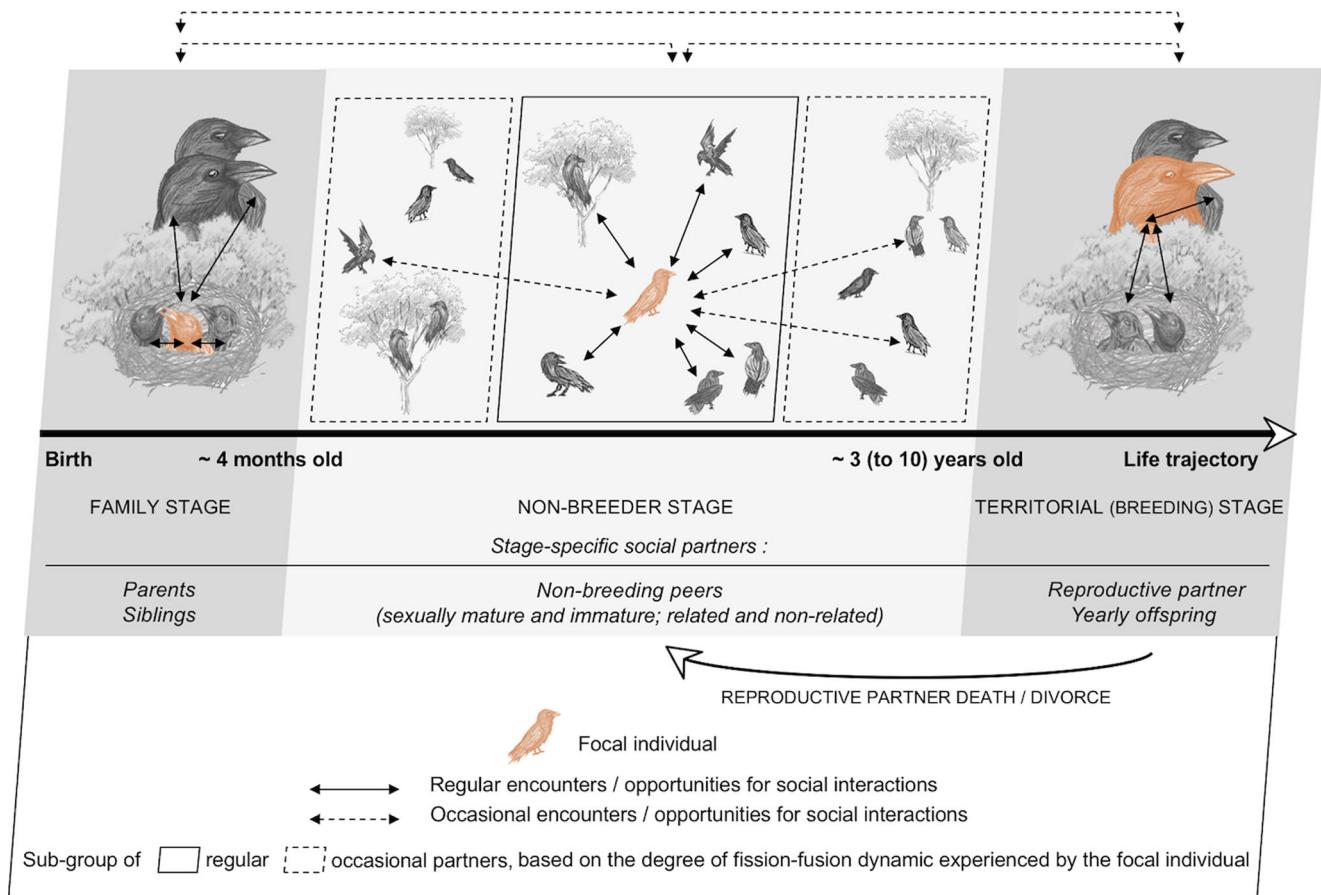 Birth
~ 4 months old
~ 3 (to 10) years old
Life trajectory
FAMILY STAGE
NON-BREEDER STAGE
TERRITORIAL (BREEDING) STAGE
Stage-specific social partners :
Parents
Siblings
Non-breeding peers
(sexually mature and immature; related and non-related)
Reproductive partner
Yearly offspring
REPRODUCTIVE PARTNER DEATH / DIVORCE
Focal individual
Regular encounters / opportunities for social interactions
Occasional encounters / opportunities for social interactions
Sub-group of regular occasional partners, based on the degree of fission-fusion dynamic experienced by the focal individual